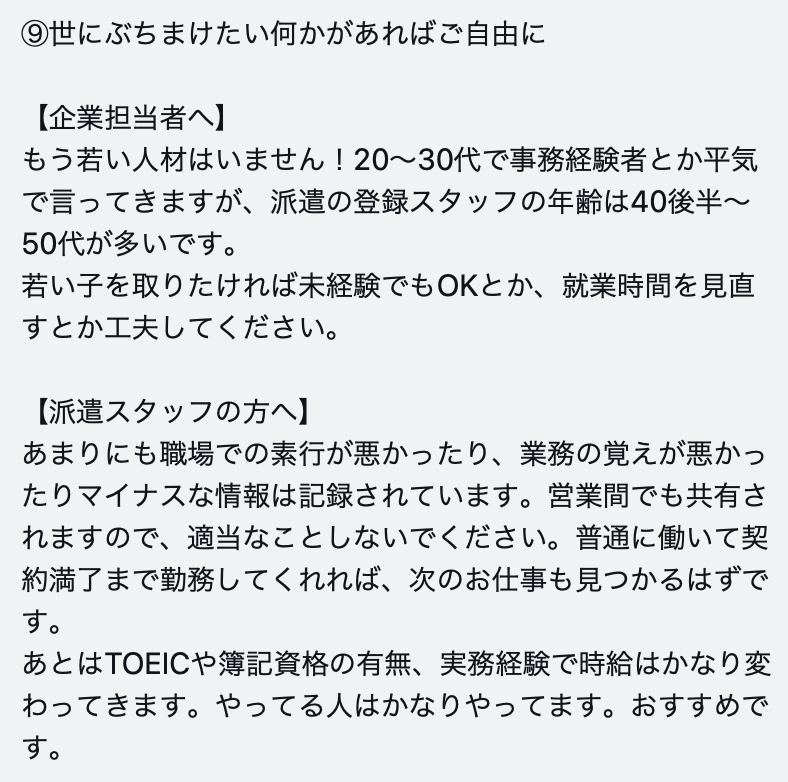 ⑨世にぶちまけたい何かがあればご自由に
【企業担当者へ】
もう若い人材はいません！20〜30代で事務経験者とか平気
で言ってきますが、派遣の登録スタッフの年齢は40後半〜
50代が多いです。
若い子を取りたければ未経験でもOKとか、就業時間を見直
すとか工夫してください。
【派遣スタッフの方へ】
あまりにも職場での素行が悪かったり、業務の覚えが悪かっ
たりマイナスな情報は記録されています。営業間でも共有さ
れますので、適当なことしないでください。普通に働いて契
約満了まで勤務してくれれば、次のお仕事も見つかるはずで
す。
あとはTOEICや簿記資格の有無、実務経験で時給はかなり変
わってきます。やってる人はかなりやってます。おすすめで
す。